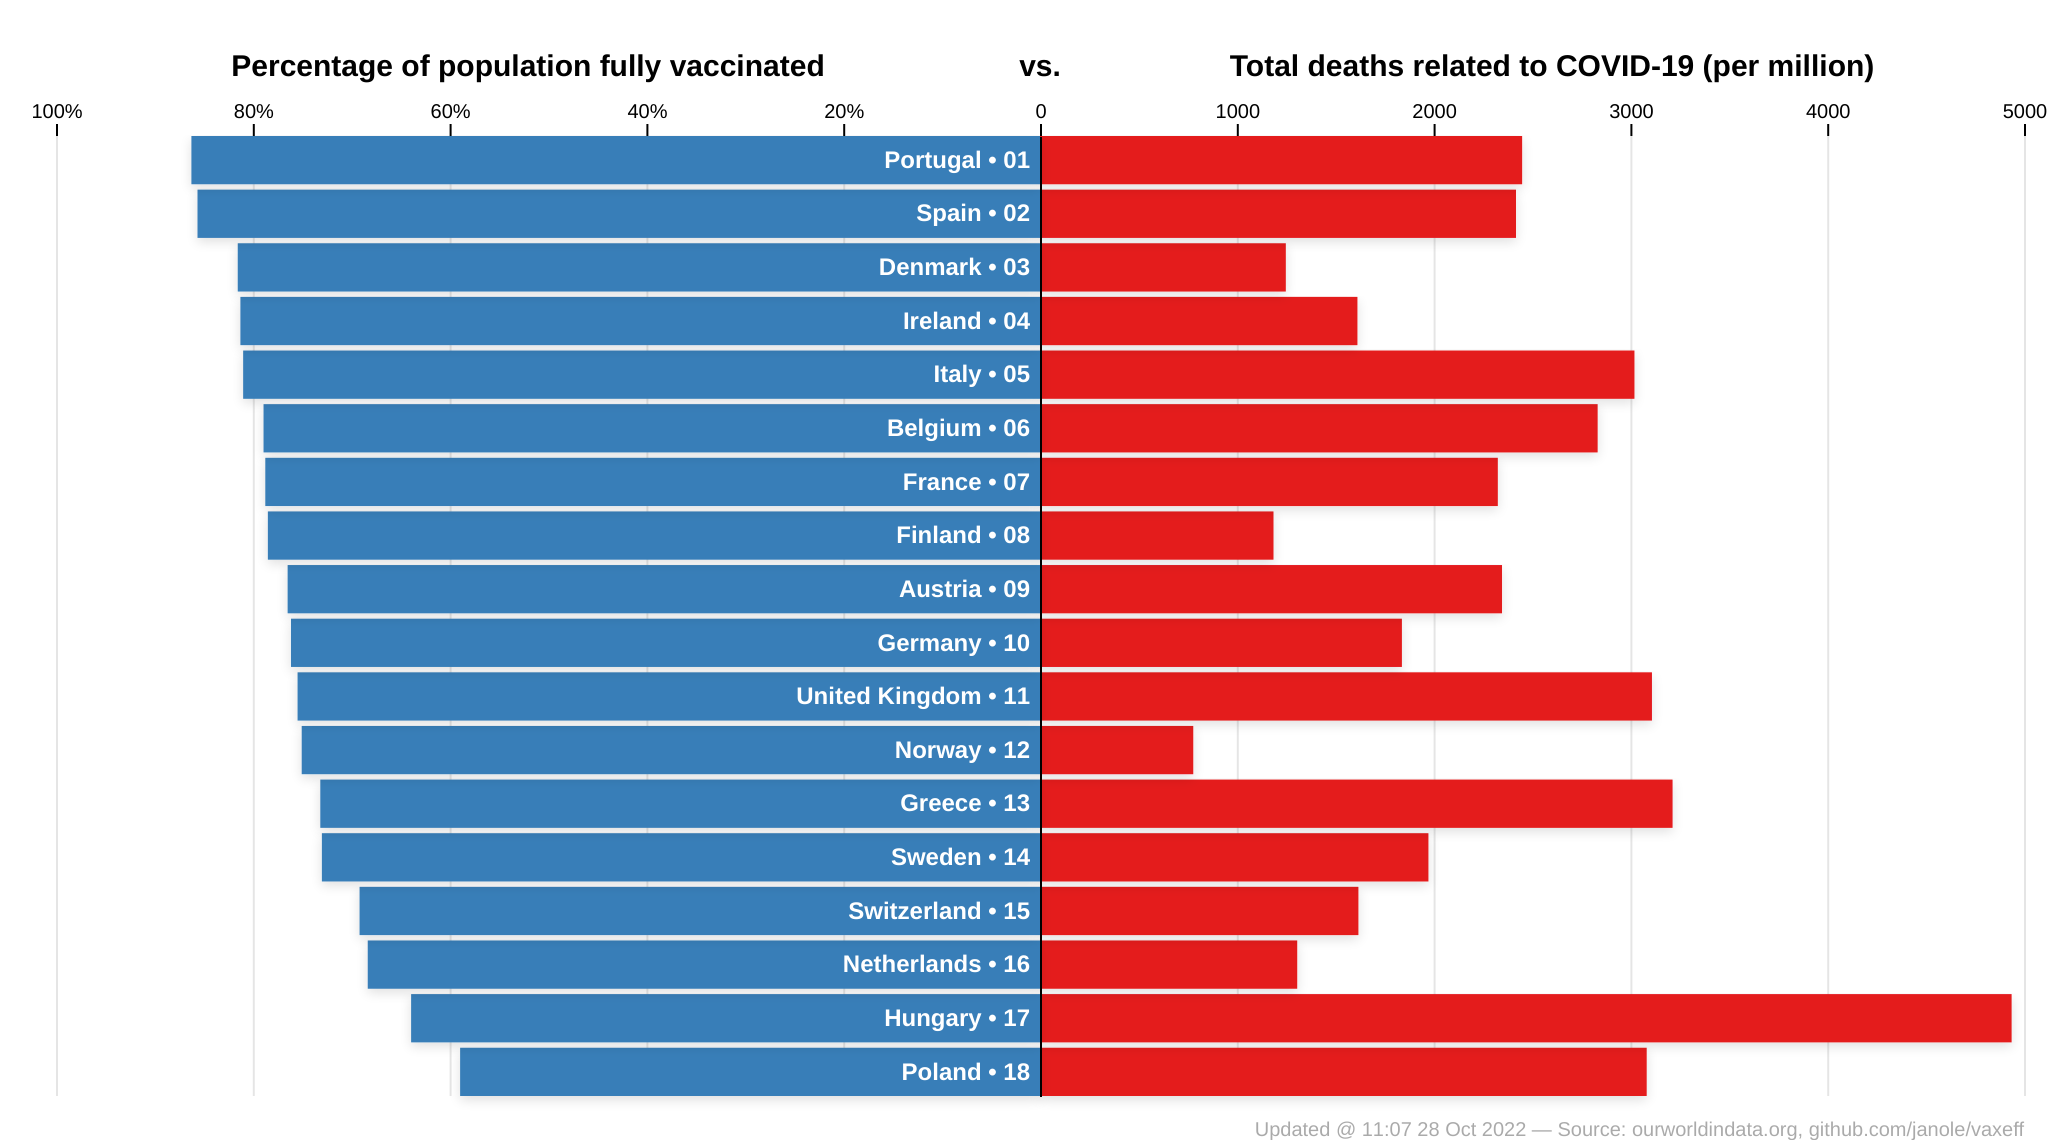 Percentage of population fully vaccinated vs. Total deaths related to COVID-19 (per million)
100% 80% 60% 40% 20% 0 1000 2000 3000 4000 5000
Portugal • 01
Spain • 02
Denmark • 03
Ireland • 04
Italy • 05
Belgium • 06
France • 07
Finland • 08
Austria • 09
Germany • 10
United Kingdom • 11
Norway • 12
Greece • 13
Sweden • 14
Switzerland • 15
Netherlands • 16
Hungary • 17
Poland • 18
Updated @ 11:07 28 Oct 2022 — Source: ourworldindata.org, github.com/janole/vaxeff